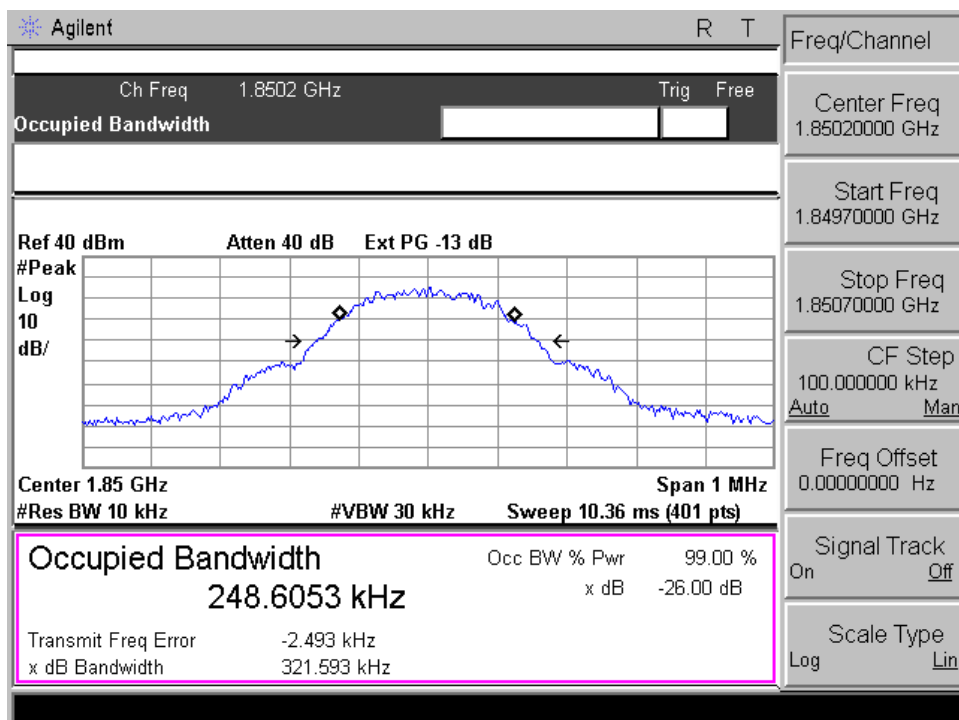 Agilent R T
Freq/Channel
Ch Freq 1.8502 GHz Trig Free
Occupied Bandwidth
Center Freq
1.85020000 GHz
Start Freq
1.84970000 GHz
Stop Freq
1.85070000 GHz
CF Step
100.000000 kHz
Auto Man
Freq Offset
0.00000000 Hz
Signal Track
On Off
Scale Type
Log Lin
Ref 40 dBm Atten 40 dB Ext PG -13 dB
#Peak
Log
10
dB/
Center 1.85 GHz Span 1 MHz
#Res BW 10 kHz #VBW 30 kHz Sweep 10.36 ms (401 pts)
Occupied Bandwidth Occ BW % Pwr 99.00 %
248.6053 kHz x dB -26.00 dB
Transmit Freq Error -2.493 kHz
x dB Bandwidth 321.593 kHz